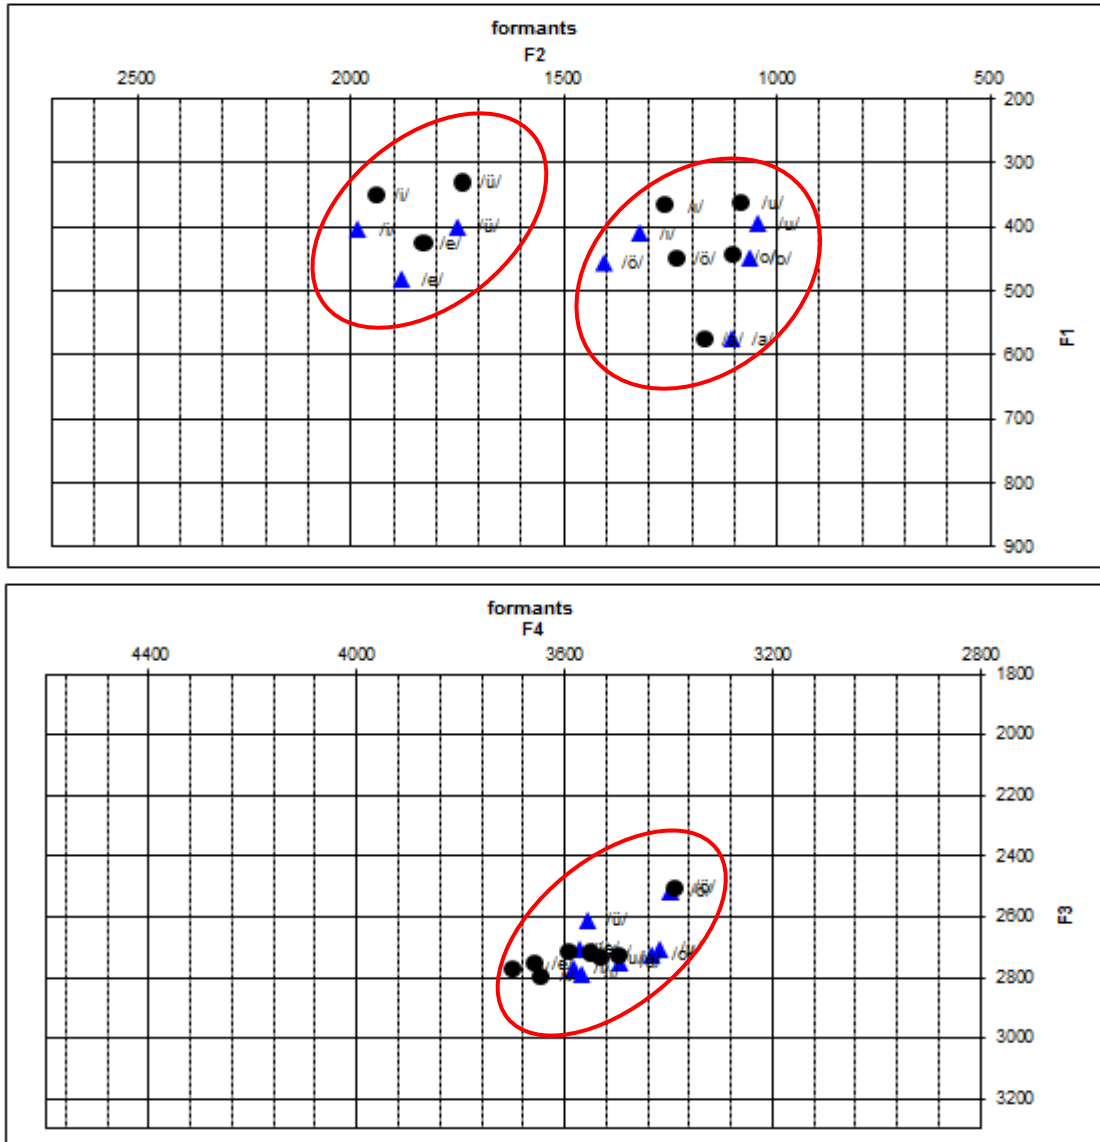 formants
F2
2500 2000 1500 1000 500
200
300
/i/ /ü/ /ı/ /u/
400
/i/ /ü/ /ı/ /u/
/e/ /ö/ /ö/ /o/ /o/
/e/
500
/a/ /a/
600
F1
700
800
900
formants
F4
4400 4000 3600 3200 2800
1800
2000
2200
2400
/ö/
2600
/ü/
F3
/e/
2800
3000
3200